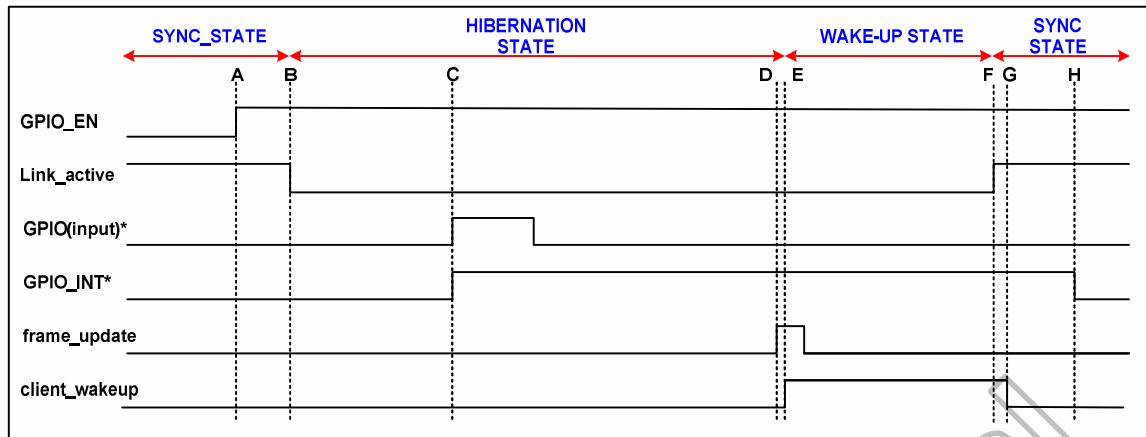 SYNC_STATE
HIBERNATION
STATE
WAKE-UP STATE
SYNC
STATE
A B C D E F G H
GPIO_EN
Link_active
GPIO(input)*
GPIO_INT*
frame_update
client_wakeup